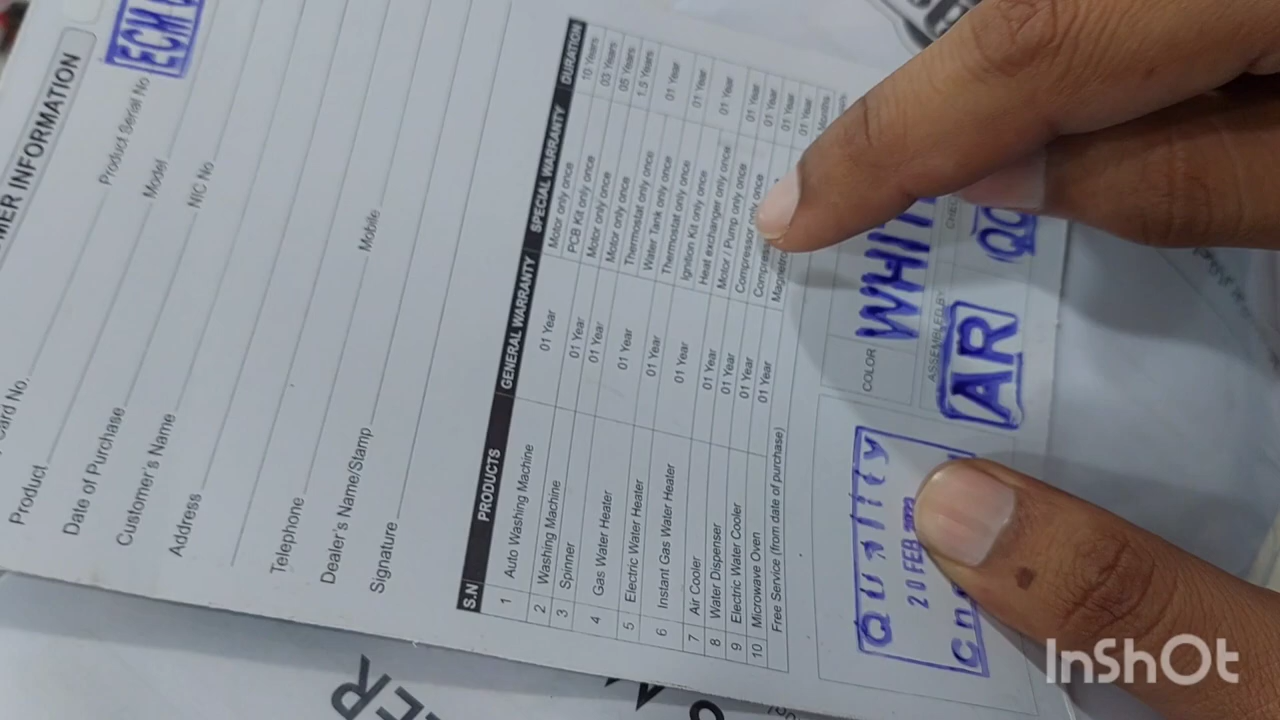 MER INFORMATION
Card No.
Product
Product Serial No
ECM
Date of Purchase
Model
Customer's Name
NIC No
Address
Telephone
Mobile
Dealer's Name/Stamp
Signature
S.N PRODUCTS GENERAL WARRANTY SPECIAL WARRANTY DURATION
1 Auto Washing Machine 01 Year Motor only once 10 Years
PCB Kit only once 03 Years
2 Washing Machine 01 Year Motor only once 05 Years
3 Spinner 01 Year Motor only once 1.5 Years
4 Gas Water Heater 01 Year Thermostat only once 01 Year
Water Tank only once
5 Electric Water Heater 01 Year Thermostat only once 01 Year
6 Instant Gas Water Heater 01 Year Ignition Kit only once
Heat exchanger only once 01 Year
7 Air Cooler 01 Year Motor / Pump only once 01 Year
8 Water Dispenser 01 Year Compressor only once 01 Year
9 Electric Water Cooler 01 Year 01 Year
10 Microwave Oven 01 Year 01 Year
Free Service (from date of purchase) Months
COLOR WHIT
Quality
20 FEB
ASSEMBLED BY
AR
InShOt